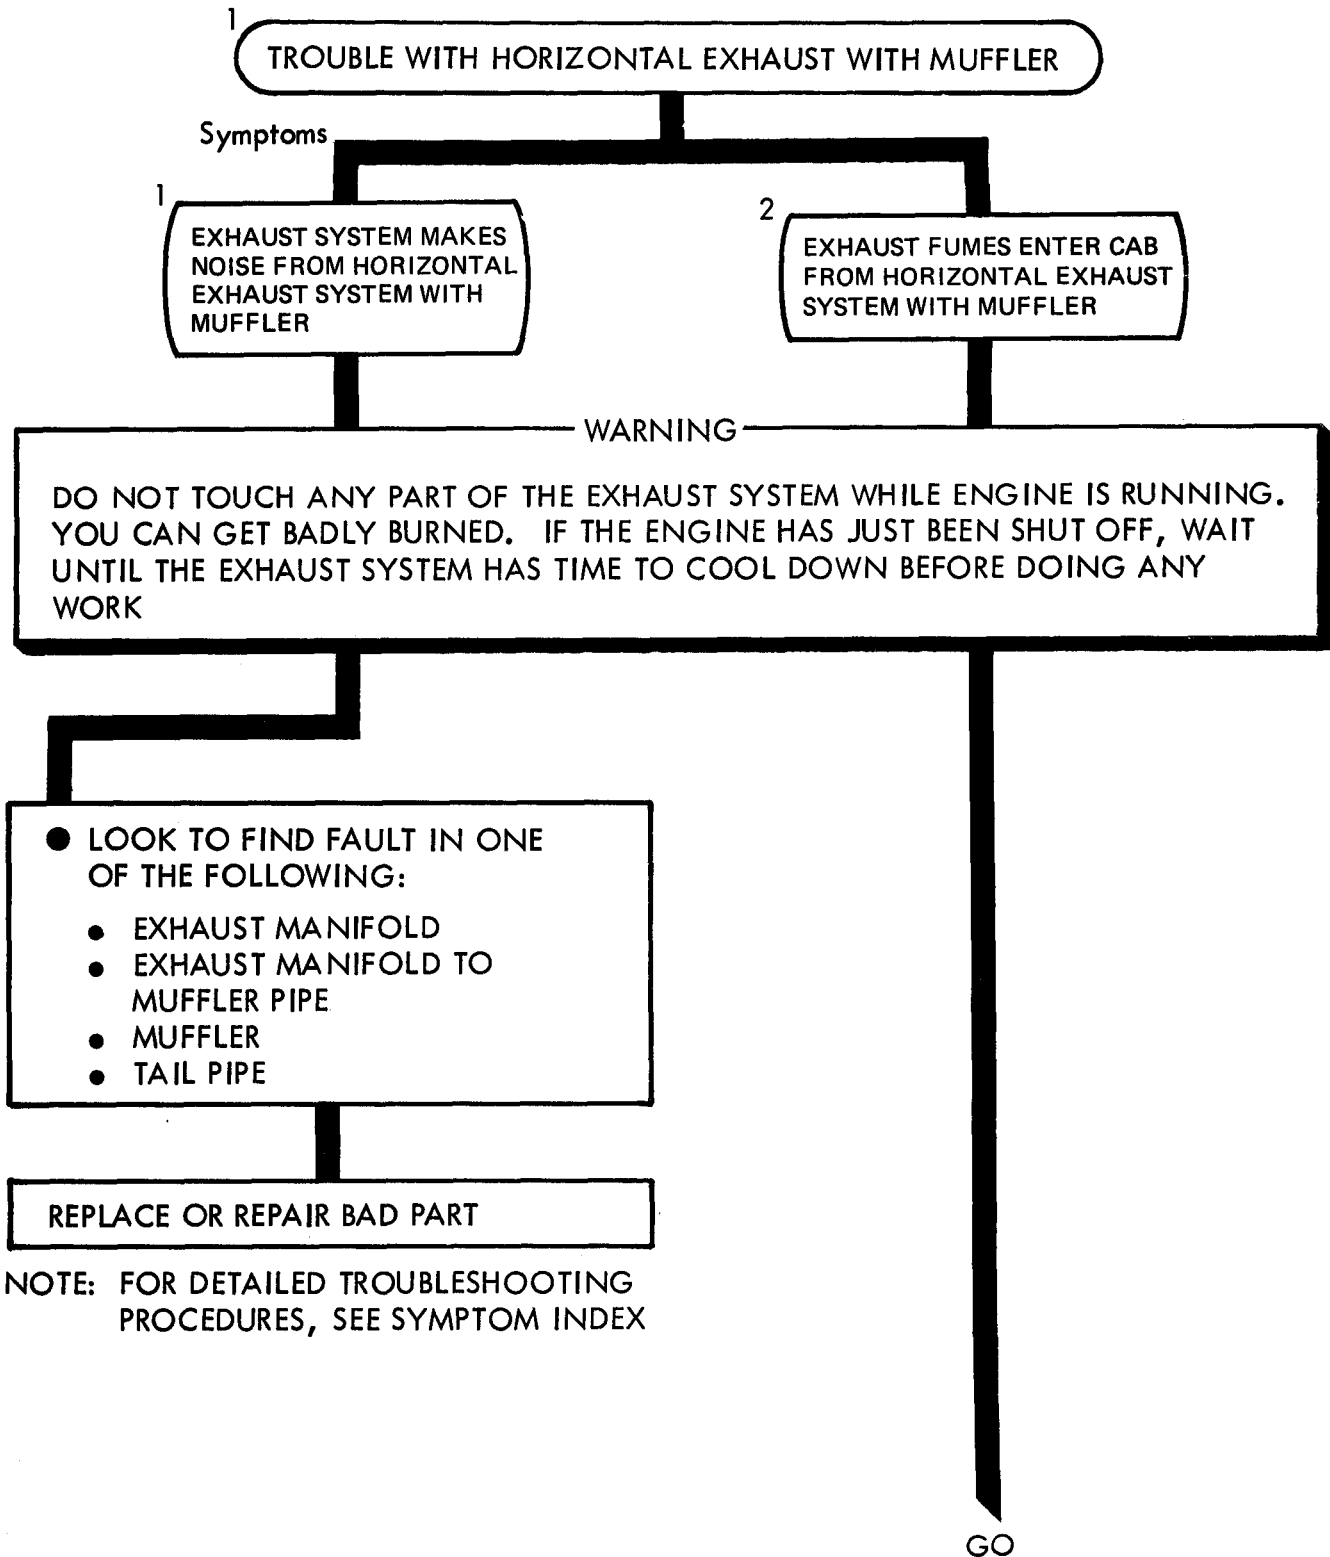 1
TROUBLE WITH HORIZONTAL EXHAUST WITH MUFFLER
Symptoms
1
EXHAUST SYSTEM MAKES
NOISE FROM HORIZONTAL
EXHAUST SYSTEM WITH
MUFFLER
2
EXHAUST FUMES ENTER CAB
FROM HORIZONTAL EXHAUST
SYSTEM WITH MUFFLER
WARNING
DO NOT TOUCH ANY PART OF THE EXHAUST SYSTEM WHILE ENGINE IS RUNNING.
YOU CAN GET BADLY BURNED. IF THE ENGINE HAS JUST BEEN SHUT OFF, WAIT
UNTIL THE EXHAUST SYSTEM HAS TIME TO COOL DOWN BEFORE DOING ANY
WORK
● LOOK TO FIND FAULT IN ONE
OF THE FOLLOWING:
● EXHAUST MANIFOLD
● EXHAUST MANIFOLD TO
MUFFLER PIPE
● MUFFLER
● TAIL PIPE
REPLACE OR REPAIR BAD PART
NOTE: FOR DETAILED TROUBLESHOOTING
PROCEDURES, SEE SYMPTOM INDEX
GO